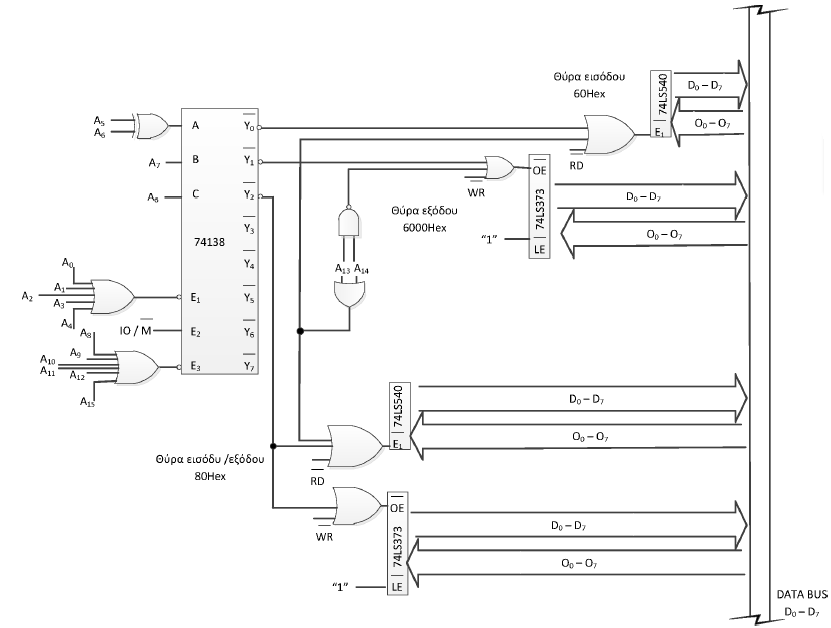 Θύρα εισόδου
60Hex
74LS540
E₁
D₀ – D₇
O₀ – O₇
A₅
A₆
A
Y₀
RD
A₇
B
Y₁
WR
OE
74LS373
LE
D₀ – D₇
O₀ – O₇
"1"
Θύρα εξόδου
6000Hex
A₈
C
Y₂
Y₃
74138
Y₄
A₁₃ A₁₄
A₀
A₁
A₂
A₃
A₄
E₁
Y₅
IO / M
E₂
Y₆
A₈
A₉
A₁₀
A₁₁
A₁₂
A₁₅
E₃
Y₇
74LS540
E₁
D₀ – D₇
O₀ – O₇
Θύρα εισόδυ /εξόδου
80Hex
RD
WR
OE
74LS373
LE
"1"
D₀ – D₇
O₀ – O₇
DATA BUS
D₀ – D₇